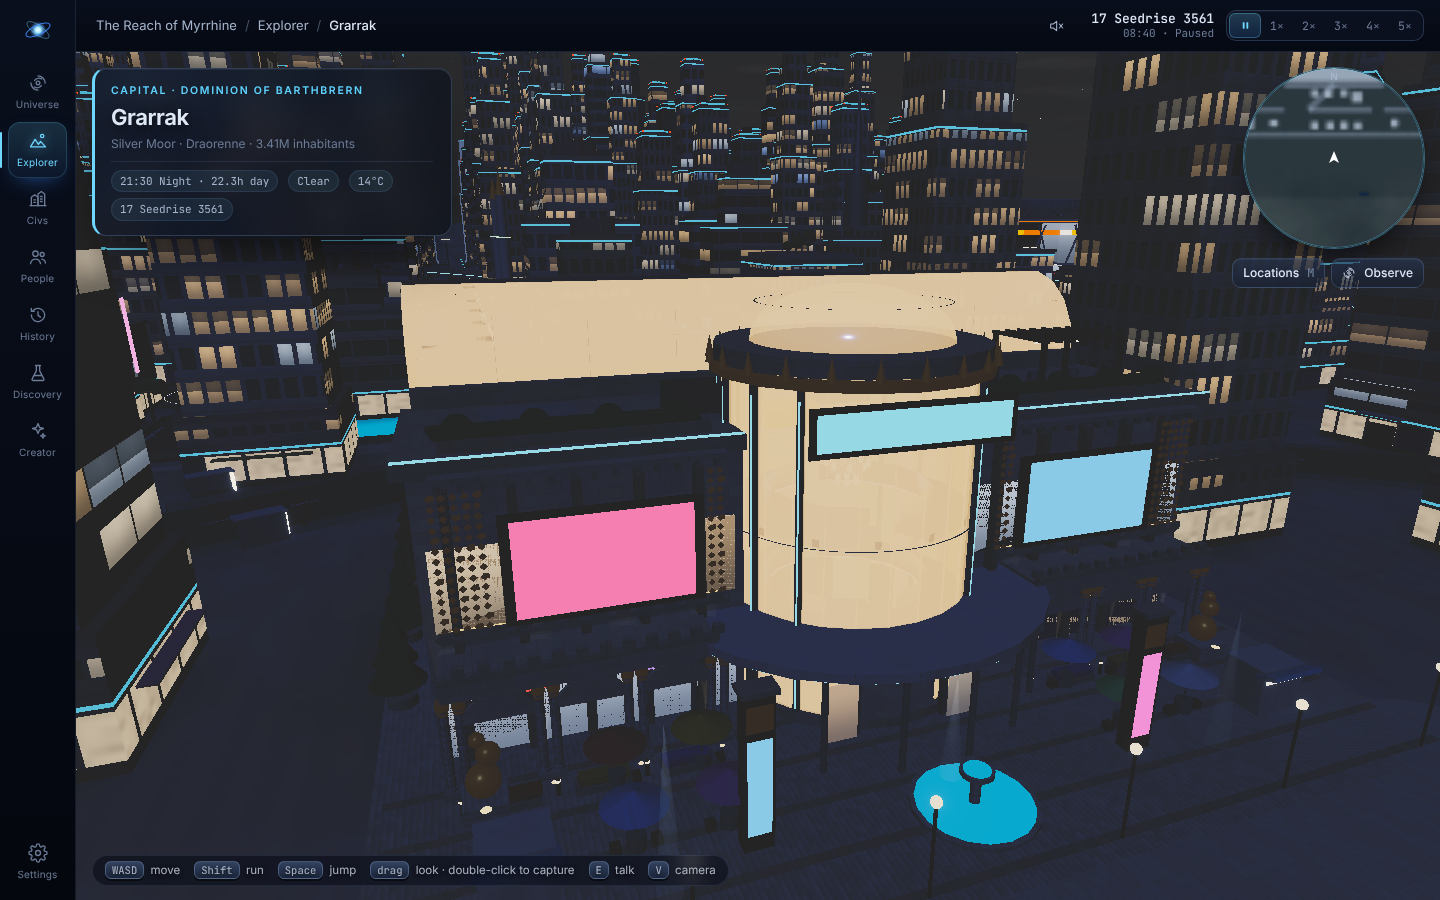 The Reach of Myrrhine / Explorer / Grarrak
17 Seedrise 3561
08:40 · Paused
1× 2× 3× 4× 5×
Universe
Explorer
Civs
People
History
Discovery
Creator
Settings
CAPITAL · DOMINION OF BARTHBRERN
Grarrak
Silver Moor · Draorenne · 3.41M inhabitants
21:30 Night · 22.3h day
Clear
14°C
17 Seedrise 3561
N
Locations M
Observe
WASD move Shift run Space jump drag look · double-click to capture E talk V camera